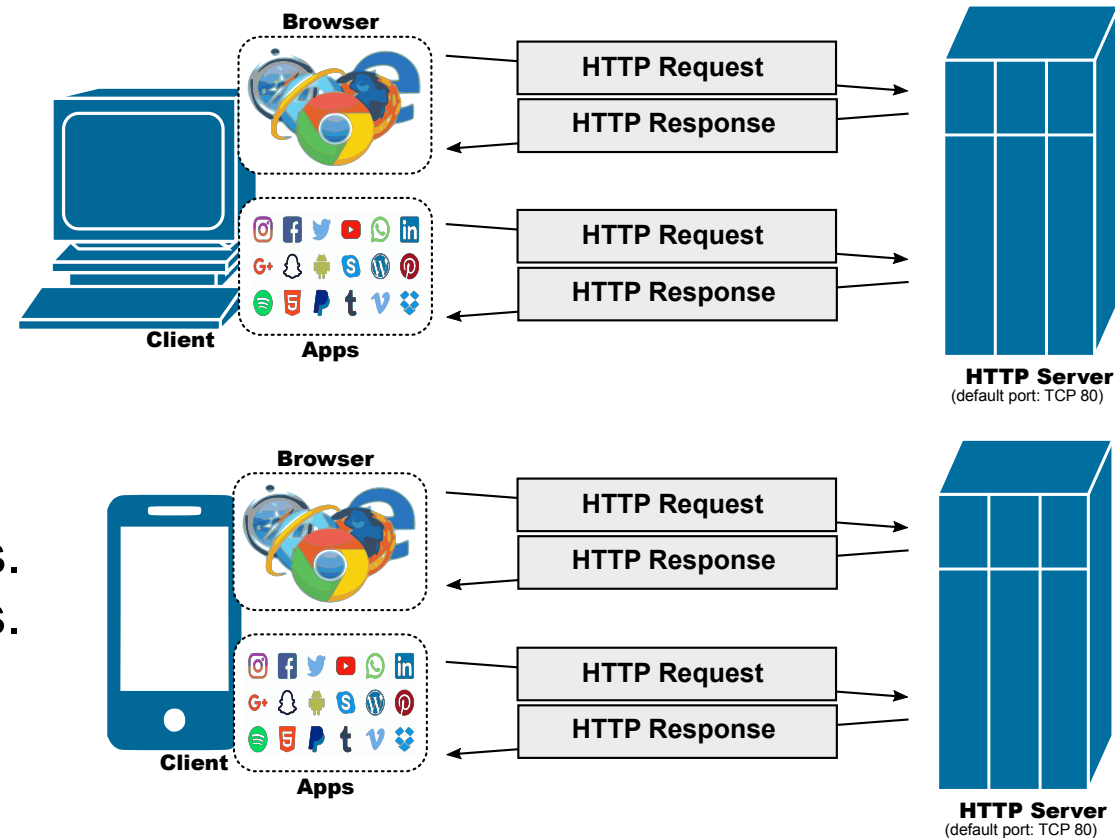 Browser
HTTP Request
HTTP Response
HTTP Request
HTTP Response
Client
Apps
HTTP Server
(default port: TCP 80)
Browser
HTTP Request
s.
HTTP Response
s.
HTTP Request
HTTP Response
Client
Apps
HTTP Server
(default port: TCP 80)